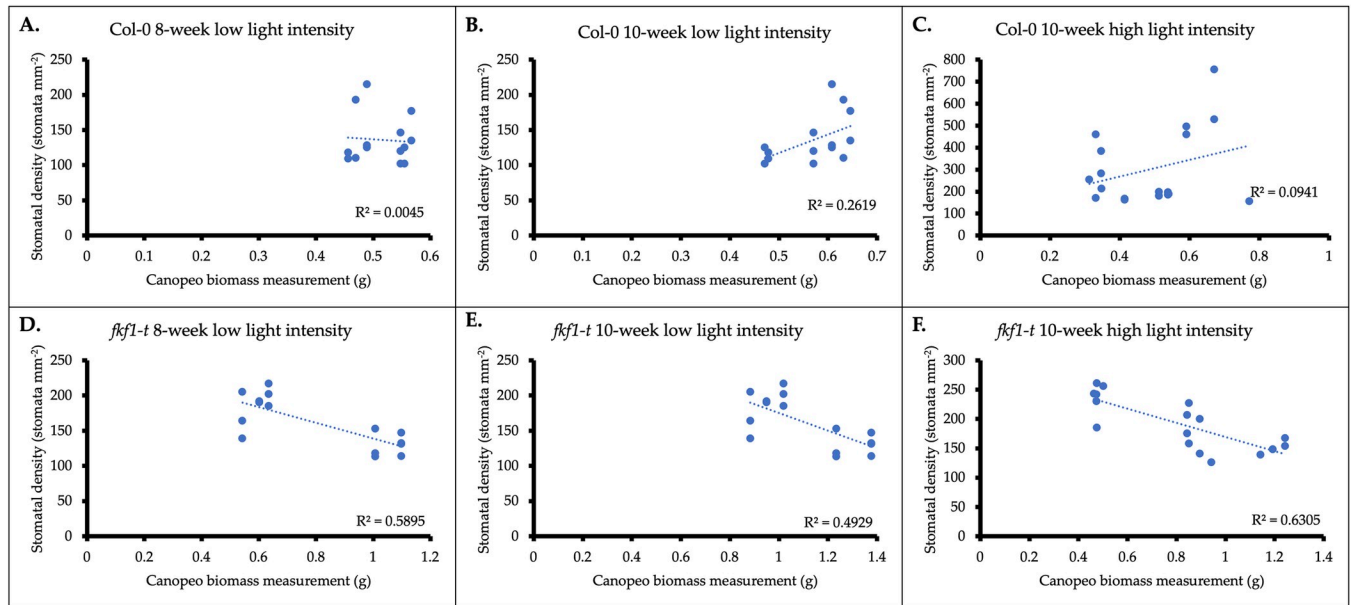 A.
Col-0 8-week low light intensity
Stomatal density (stomata mm⁻²)
250
200
150
100
50
0
R² = 0.0045
0 0.1 0.2 0.3 0.4 0.5 0.6
Canopeo biomass measurement (g)
B.
Col-0 10-week low light intensity
Stomatal density (stomata mm⁻²)
250
200
150
100
50
0
R² = 0.2619
0 0.1 0.2 0.3 0.4 0.5 0.6 0.7
Canopeo biomass measurement (g)
C.
Col-0 10-week high light intensity
Stomatal density (stomata mm⁻²)
800
700
600
500
400
300
200
100
0
R² = 0.0941
0 0.2 0.4 0.6 0.8 1
Canopeo biomass measurement (g)
D.
fkf1-t 8-week low light intensity
Stomatal density (stomata mm⁻²)
250
200
150
100
50
0
R² = 0.5895
0 0.2 0.4 0.6 0.8 1 1.2
Canopeo biomass measurement (g)
E.
fkf1-t 10-week low light intensity
Stomatal density (stomata mm⁻²)
250
200
150
100
50
0
R² = 0.4929
0 0.2 0.4 0.6 0.8 1 1.2 1.4
Canopeo biomass measurement (g)
F.
fkf1-t 10-week high light intensity
Stomatal density (stomata mm⁻²)
300
250
200
150
100
50
0
R² = 0.6305
0 0.2 0.4 0.6 0.8 1 1.2 1.4
Canopeo biomass measurement (g)